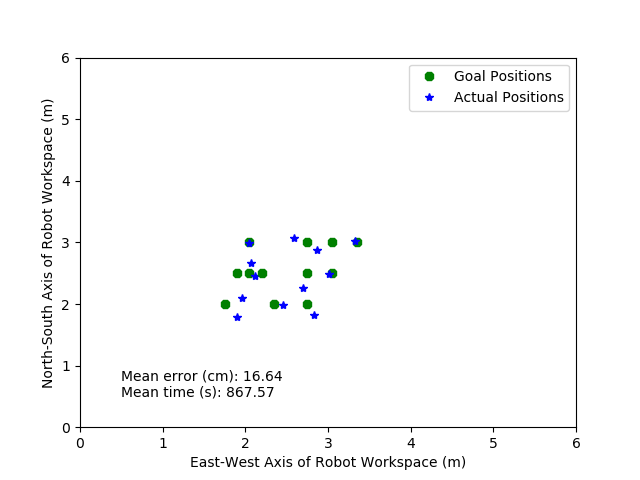 Goal Positions
Actual Positions
North-South Axis of Robot Workspace (m)
6
5
4
3
2
1
0
Mean error (cm): 16.64
Mean time (s): 867.57
0 1 2 3 4 5 6
East-West Axis of Robot Workspace (m)